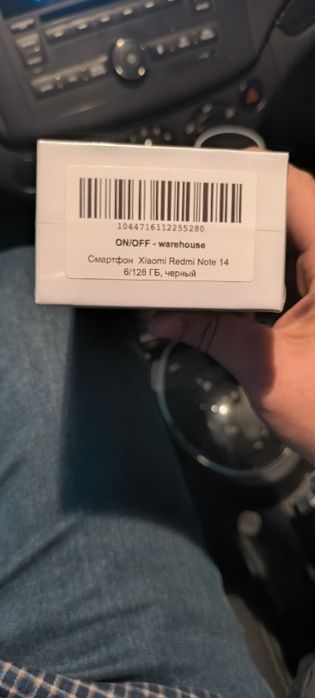 1044716112255280
ON/OFF - warehouse
Смартфон Xiaomi Redmi Note 14
6/128 ГБ, черный